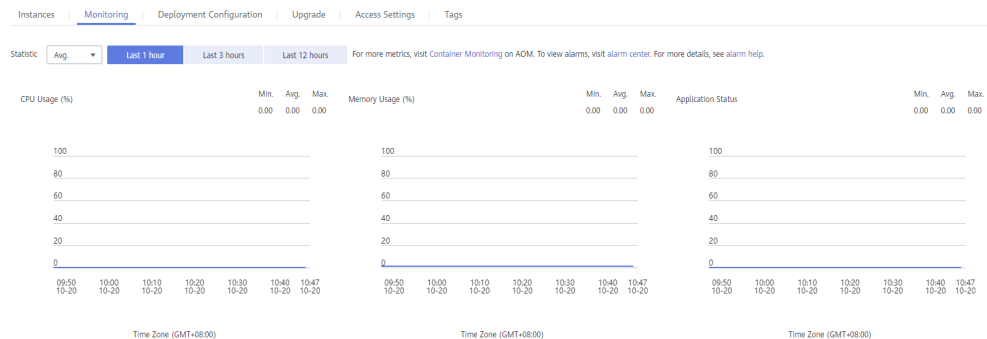 Instances Monitoring Deployment Configuration Upgrade Access Settings Tags
Statistic Avg. Last 1 hour Last 3 hours Last 12 hours For more metrics, visit Container Monitoring on AOM. To view alarms, visit alarm center. For more details, see alarm help.
CPU Usage (%) Min. Avg. Max.
0.00 0.00 0.00
100
80
60
40
20
0
09:50 10:00 10:10 10:20 10:30 10:40 10:47
10-20 10-20 10-20 10-20 10-20 10-20 10-20
Time Zone (GMT+08:00)
Memory Usage (%) Min. Avg. Max.
0.00 0.00 0.00
100
80
60
40
20
0
09:50 10:00 10:10 10:20 10:30 10:40 10:47
10-20 10-20 10-20 10-20 10-20 10-20 10-20
Time Zone (GMT+08:00)
Application Status Min. Avg. Max.
0.00 0.00 0.00
100
80
60
40
20
0
09:50 10:00 10:10 10:20 10:30 10:40 10:47
10-20 10-20 10-20 10-20 10-20 10-20 10-20
Time Zone (GMT+08:00)